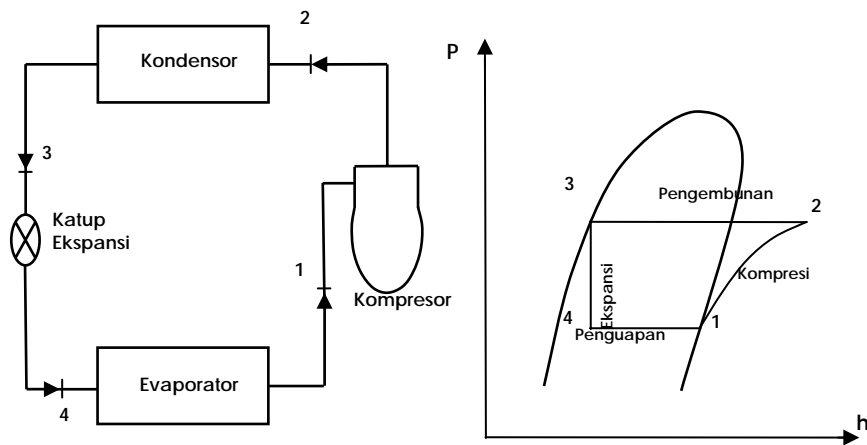 2
Kondensor
3
Katup
Ekspansi
1
Kompresor
Evaporator
4
P
3
Pengembunan
2
Kompresi
Ekspansi
4
1
Penguapan
h